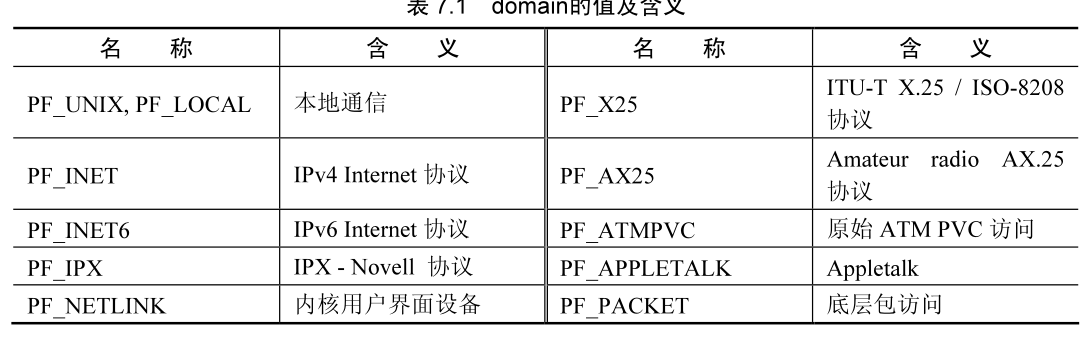 表 7.1 domain的值及含义
名 称 含 义 名 称 含 义
PF_UNIX, PF_LOCAL 本地通信 PF_X25 ITU-T X.25 / ISO-8208
协议
PF_INET IPv4 Internet 协议 PF_AX25 Amateur radio AX.25
协议
PF_INET6 IPv6 Internet 协议 PF_ATMPVC 原始 ATM PVC 访问
PF_IPX IPX - Novell 协议 PF_APPLETALK Appletalk
PF_NETLINK 内核用户界面设备 PF_PACKET 底层包访问